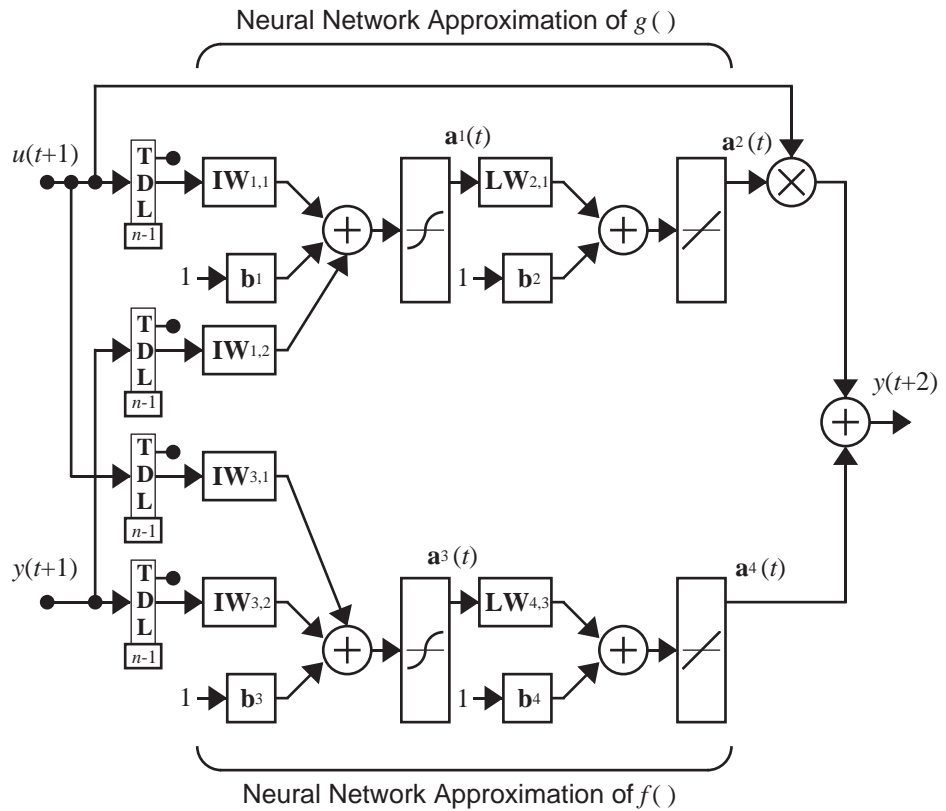 Neural Network Approximation of g ( )
u(t+1)
T
D
L
n-1
IW1,1
1
b1
a1(t)
LW2,1
1
b2
a2 (t)
T
D
L
n-1
IW1,2
y(t+2)
T
D
L
n-1
IW3,1
y(t+1)
T
D
L
n-1
IW3,2
1
b3
a3 (t)
LW4,3
1
b4
a4 (t)
Neural Network Approximation of f ( )